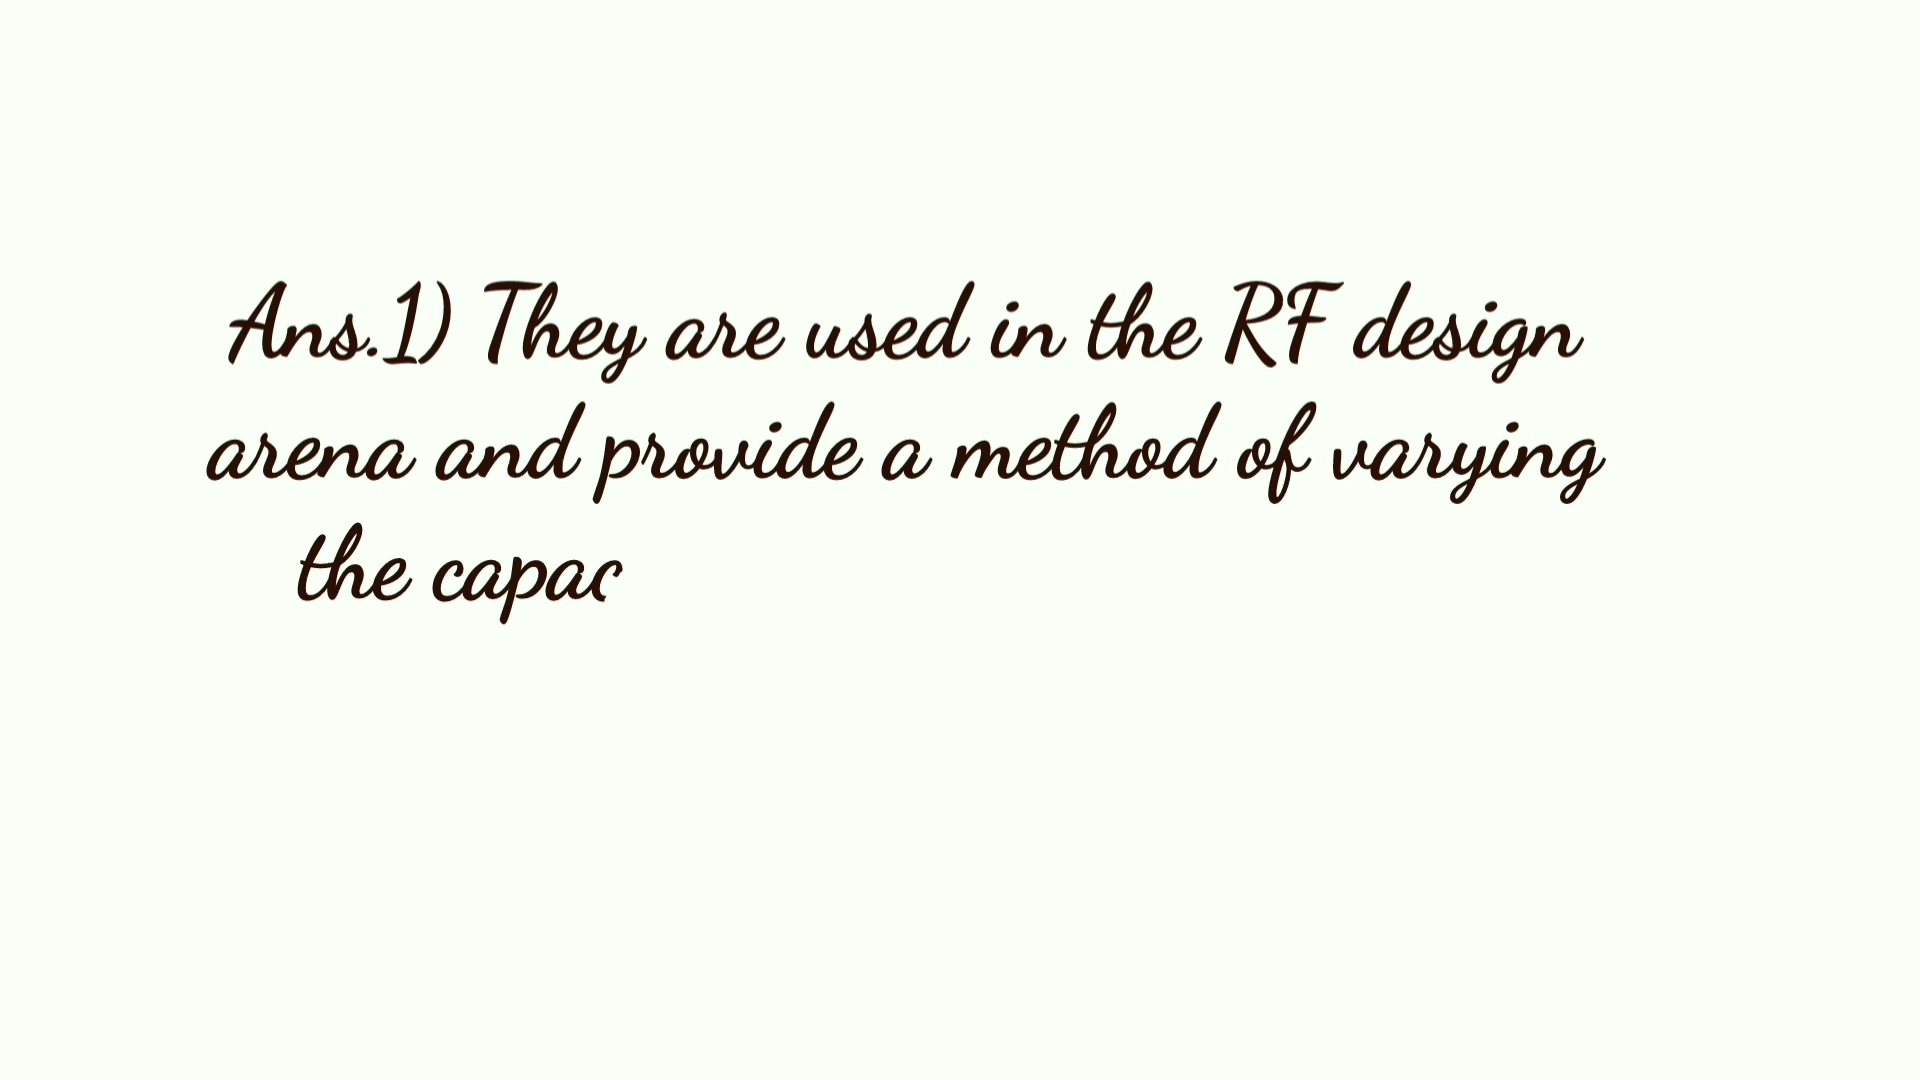 Ans.1) They are used in the RF design
arena and provide a method of varying
the capac